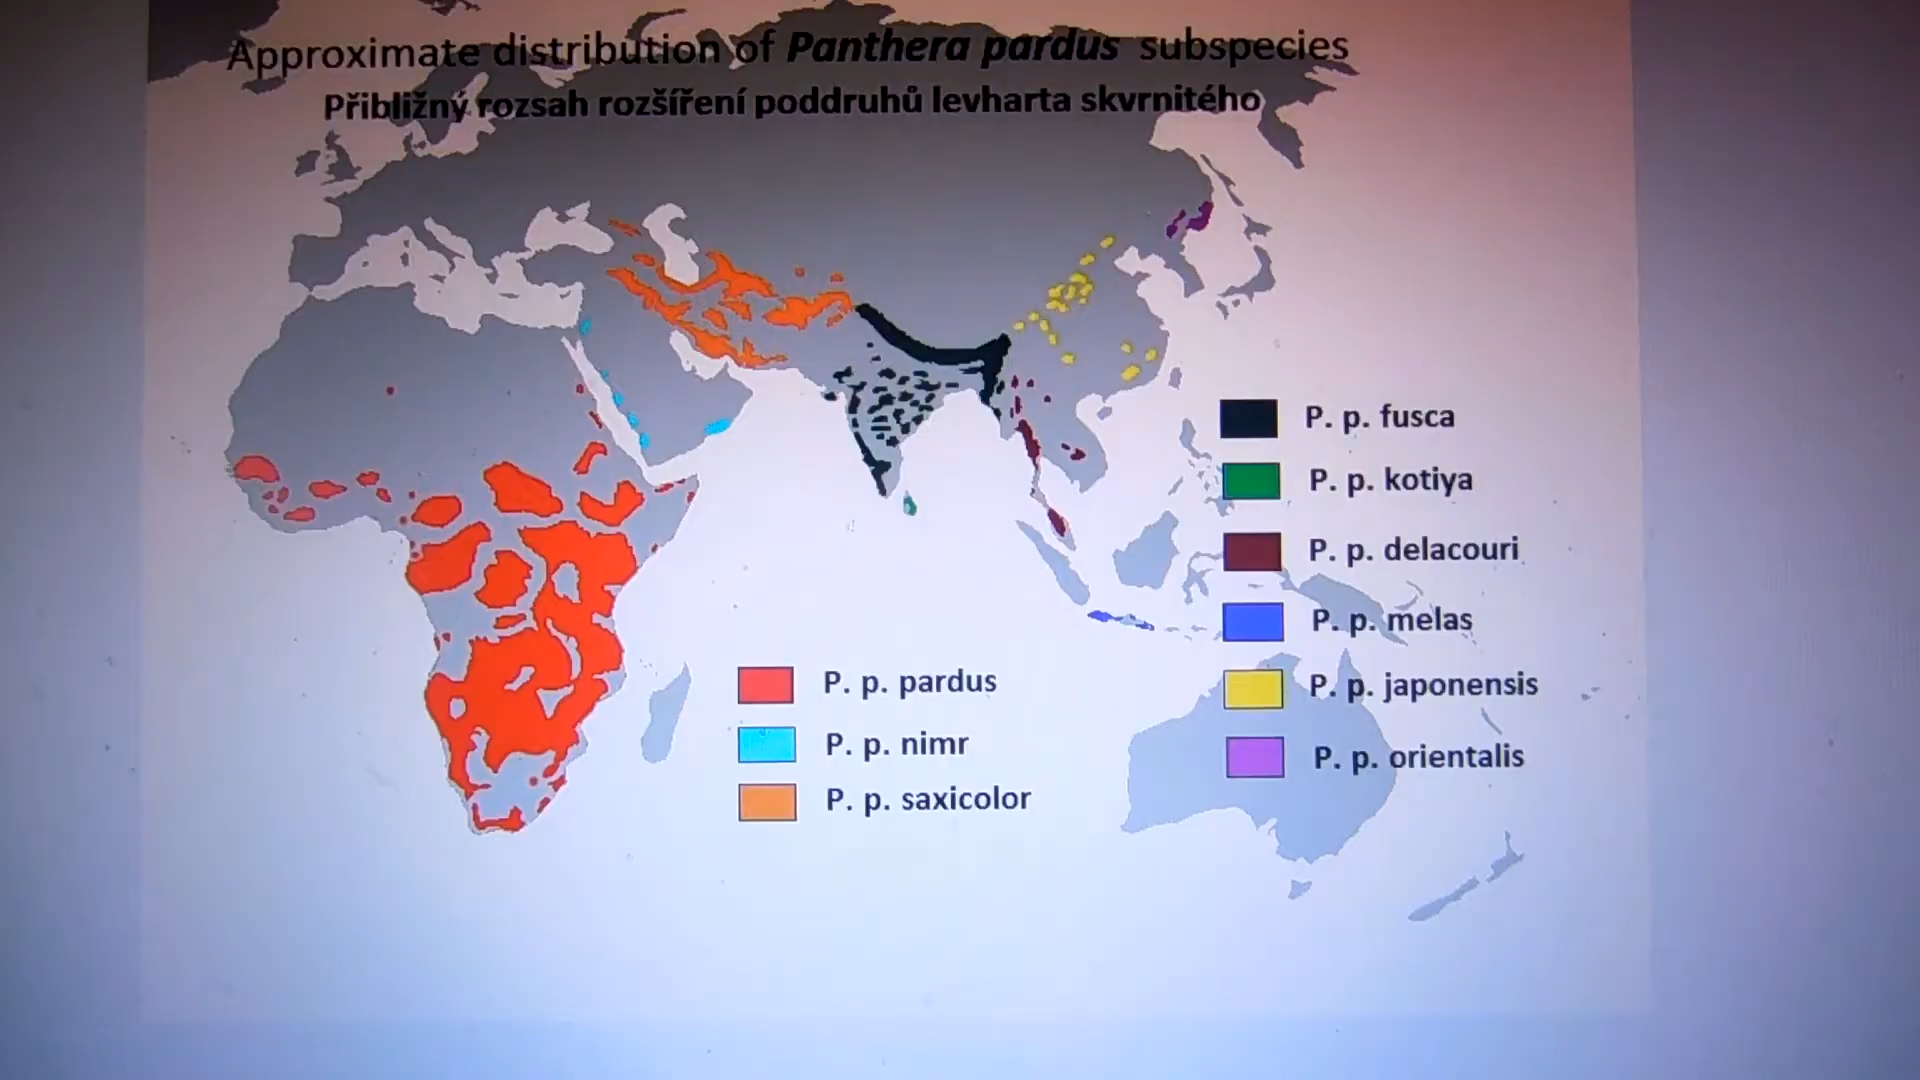 Approximate distribution of Panthera pardus subspecies
Přibližný rozsah rozšíření poddruhů levharta skvrnitého
P. p. fusca
P. p. kotiya
P. p. delacouri
P. p. melas
P. p. japonensis
P. p. orientalis
P. p. pardus
P. p. nimr
P. p. saxicolor